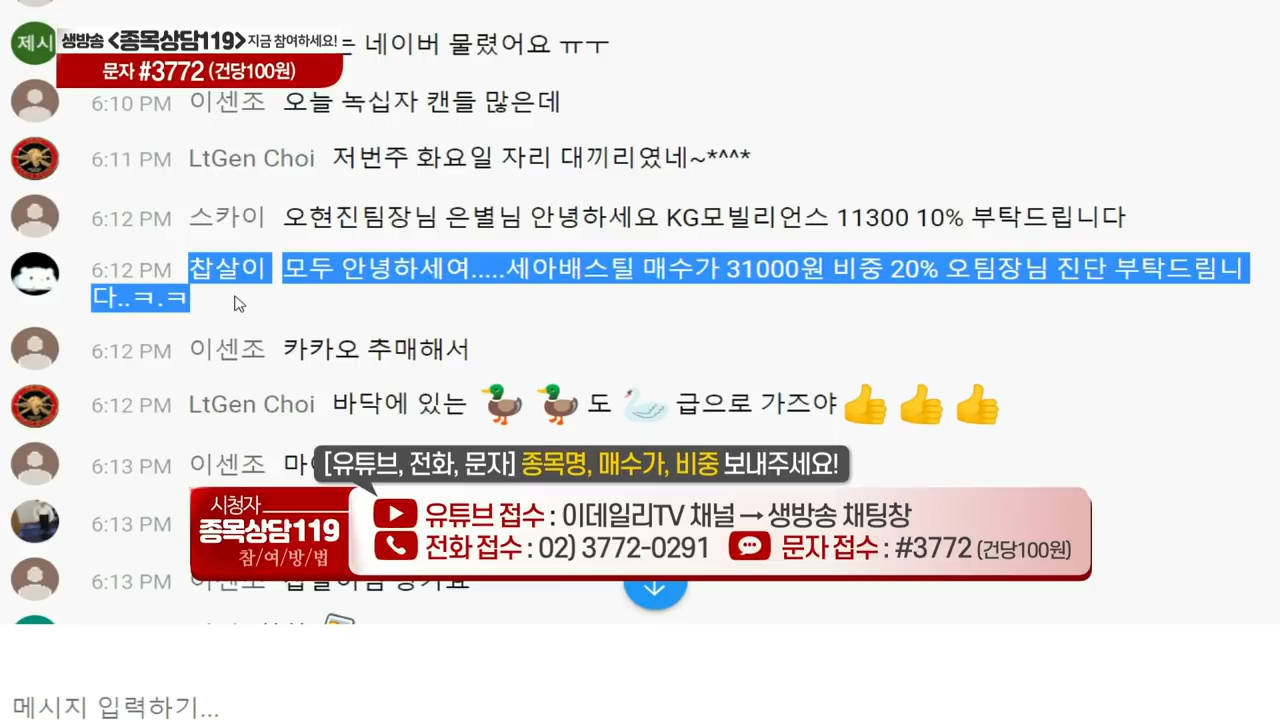 제시
생방송 <종목상담119> 지금 참여하세요!
네이버 물렸어요 ㅠㅜ
문자 #3772 (건당100원)
6:10 PM 이센조 오늘 녹십자 캔들 많은데
6:11 PM LtGen Choi 저번주 화요일 자리 대끼리였네~*^^^*
6:12 PM 스카이 오현진팀장님 은별님 안녕하세요 KG모빌리언스 11300 10% 부탁드립니다
6:12 PM 찹살이 모두 안녕하세여.....세아배스틸 매수가 31000원 비중 20% 오팀장님 진단 부탁드림니
다..ㅋ.ㅋ
6:12 PM 이센조 카카오 추매해서
6:12 PM LtGen Choi 바닥에 있는 🦆 🦆 도 🦢 급으로 가즈야 👍 👍 👍
6:13 PM 이센조
[유튜브, 전화, 문자] 종목명, 매수가, 비중 보내주세요!
시청자
종목상담119
참/여/방/법
유튜브 접수 : 이데일리TV 채널 → 생방송 채팅창
전화 접수 : 02) 3772-0291 문자 접수 : #3772 (건당100원)
6:13 PM
6:13 PM
메시지 입력하기...